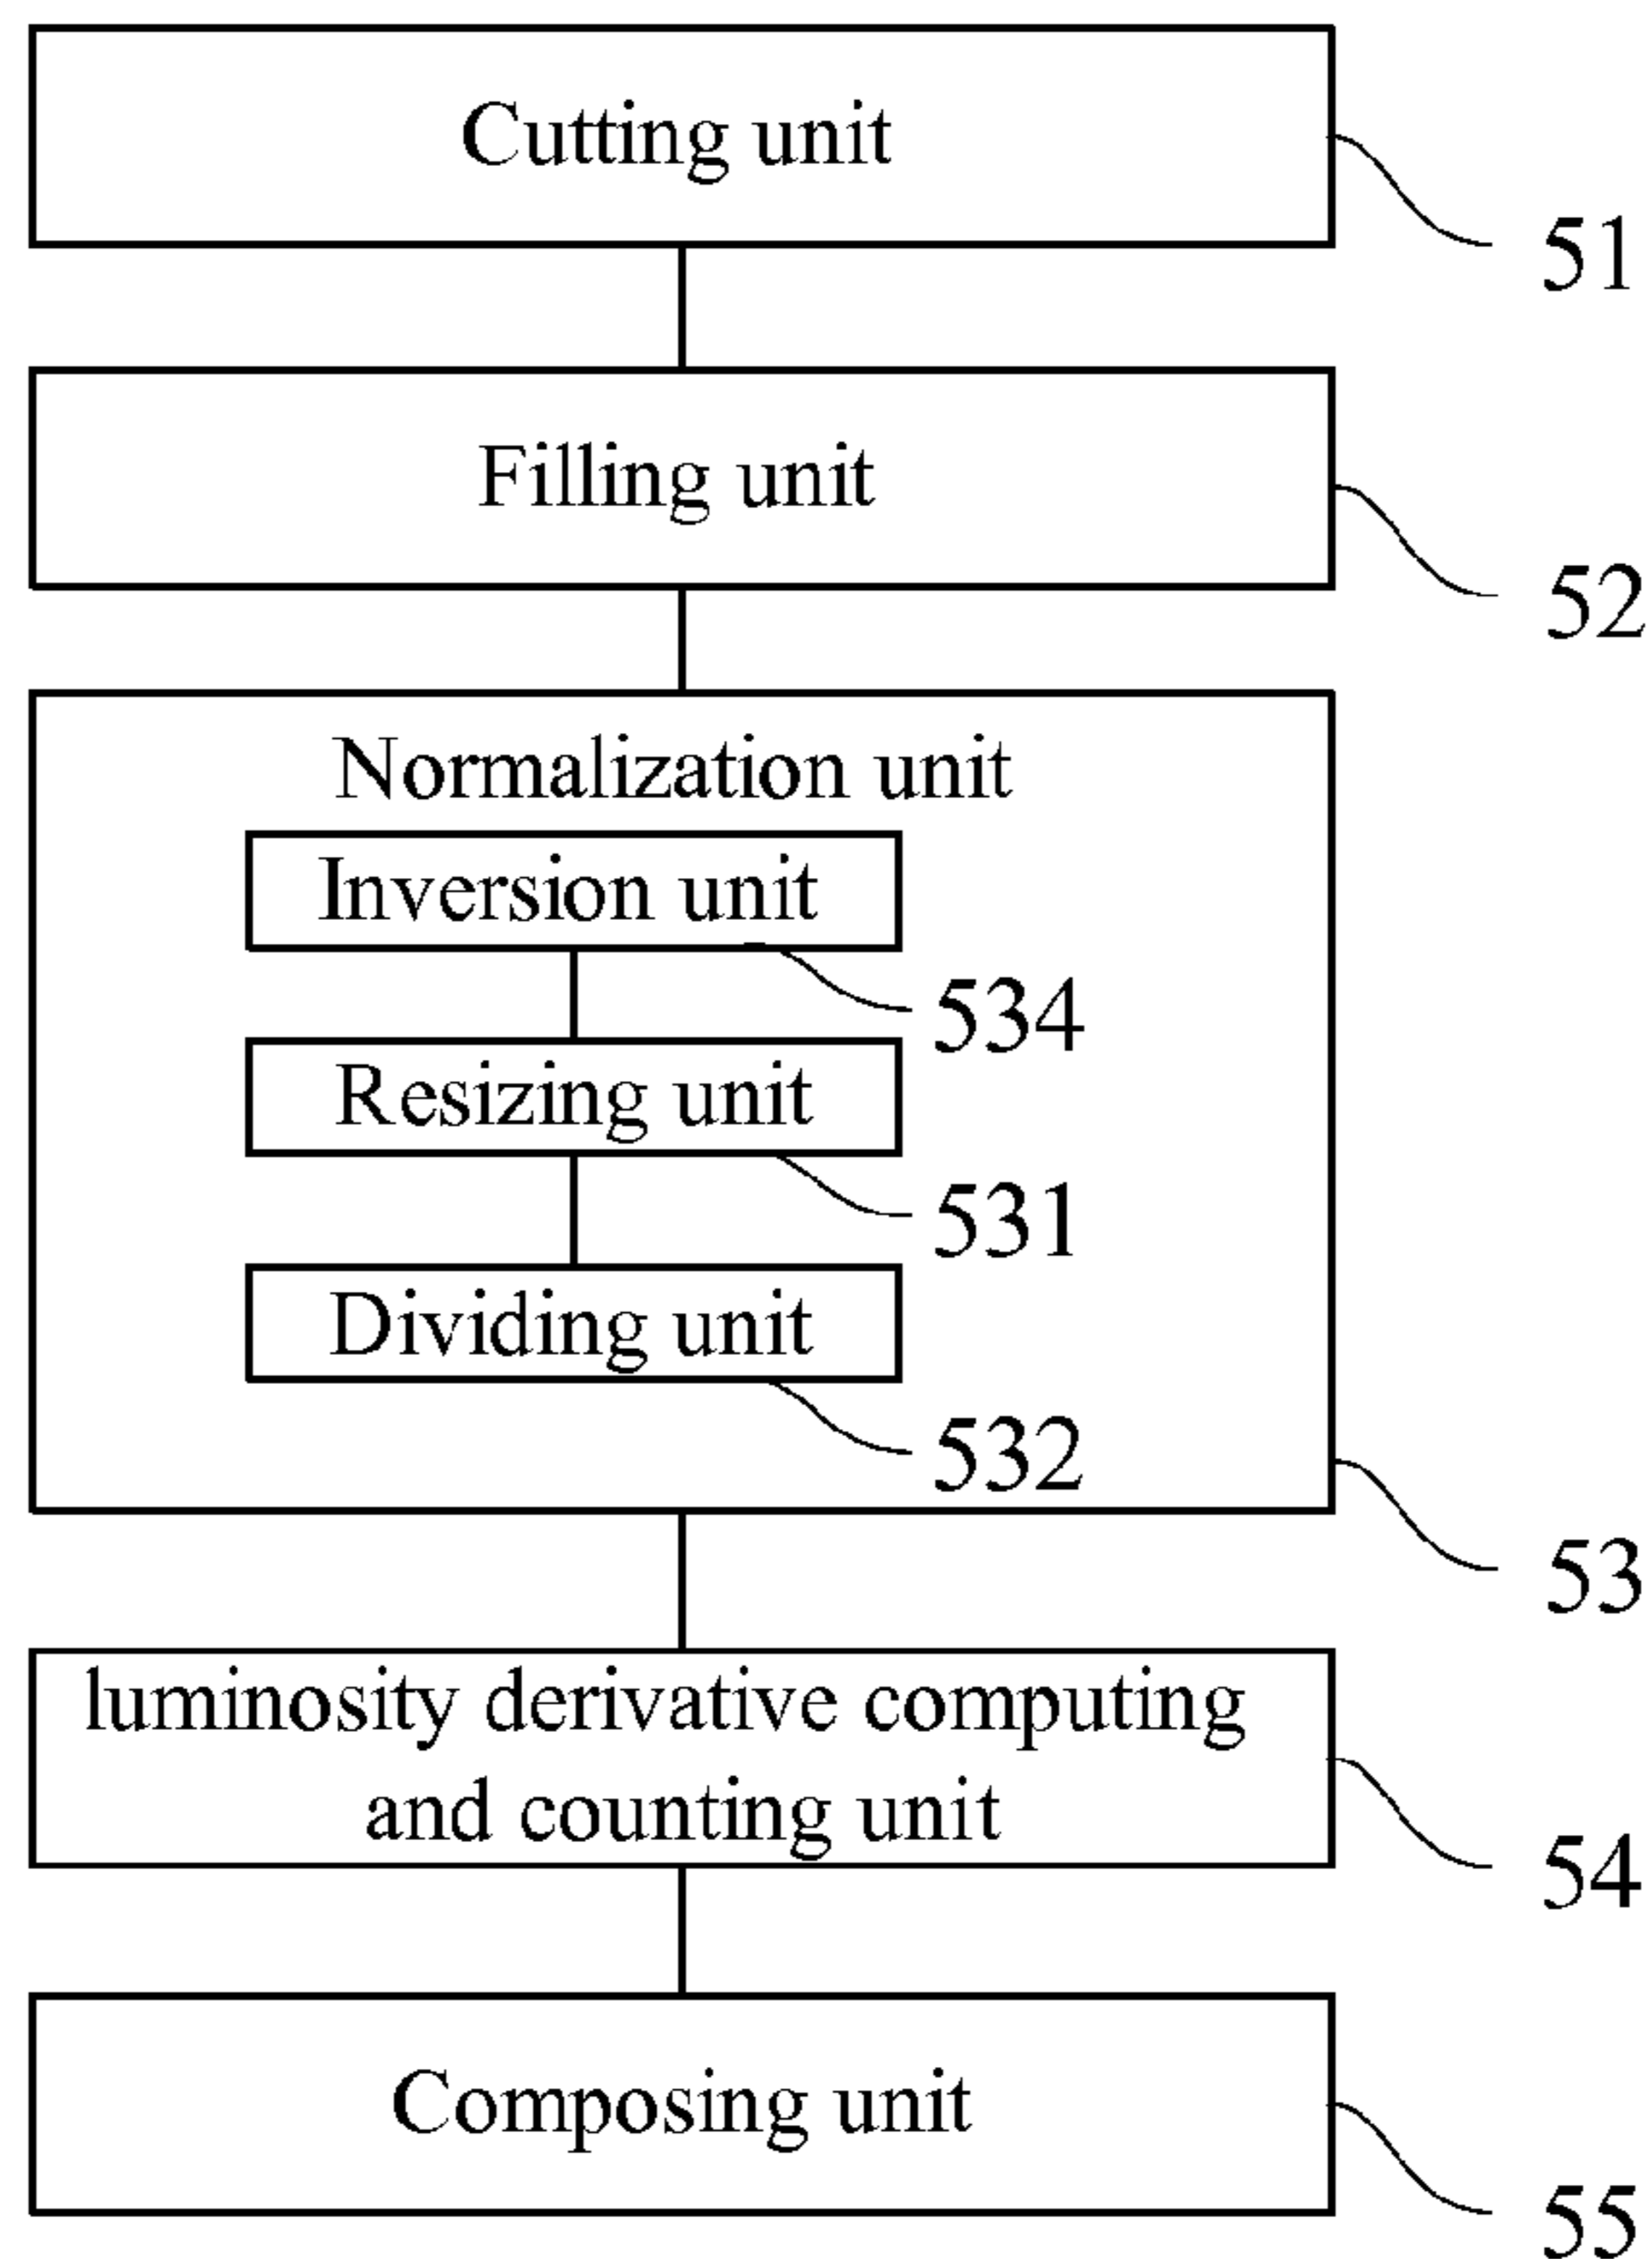 Cutting unit
51
Filling unit
52
Normalization unit
Inversion unit
534
Resizing unit
531
Dividing unit
532
53
luminosity derivative computing
and counting unit
54
Composing unit
55